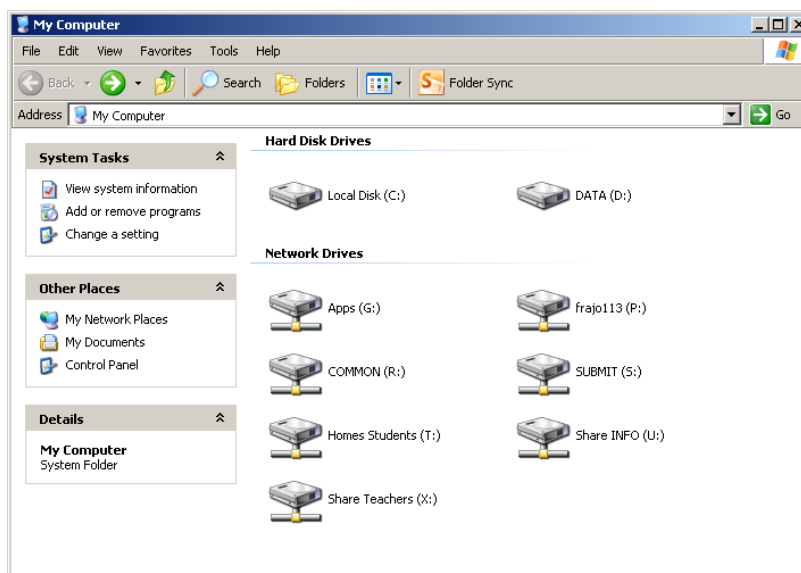 My Computer
File Edit View Favorites Tools Help
Back Search Folders Folder Sync
Address My Computer Go
System Tasks
View system information
Add or remove programs
Change a setting
Other Places
My Network Places
My Documents
Control Panel
Details
My Computer
System Folder
Hard Disk Drives
Local Disk (C:) DATA (D:)
Network Drives
Apps (G:) frajo113 (P:)
COMMON (R:) SUBMIT (S:)
Homes Students (T:) Share INFO (U:)
Share Teachers (X:)